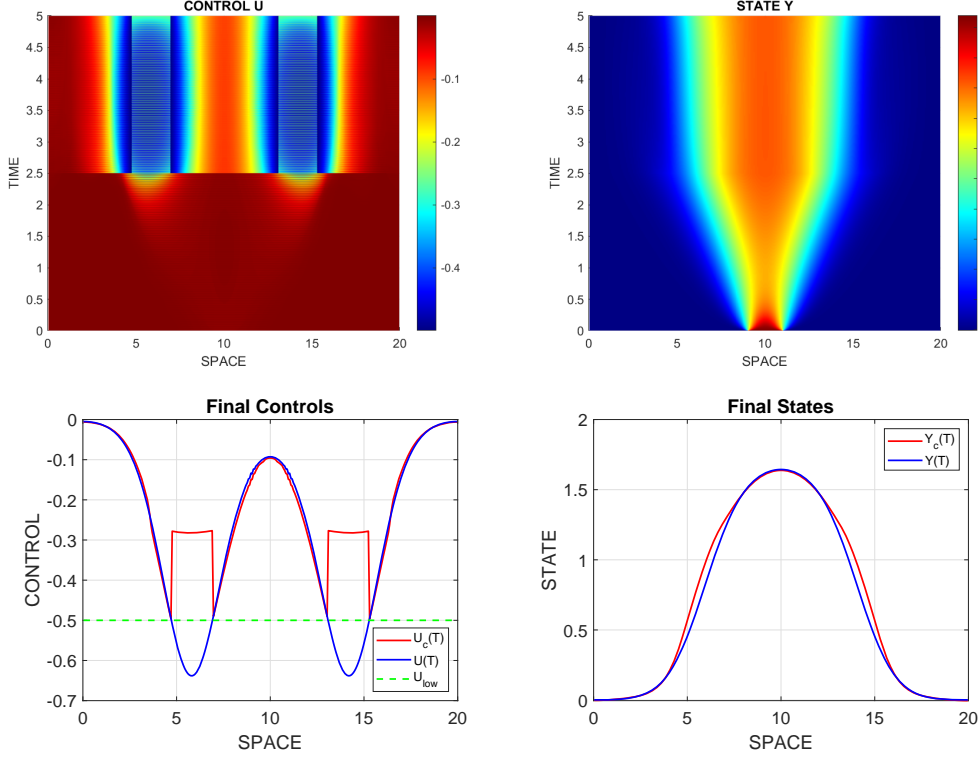 CONTROL U
5
4.5
4
3.5
3
2.5
2
1.5
1
0.5
0
TIME
0 5 10 15 20
SPACE
-0.1
-0.2
-0.3
-0.4
STATE Y
5
4.5
4
3.5
3
2.5
2
1.5
1
0.5
0
TIME
0 5 10 15 20
SPACE
Final Controls
0
-0.1
-0.2
-0.3
-0.4
-0.5
-0.6
-0.7
CONTROL
0 5 10 15 20
SPACE
U_c(T)
U(T)
U_low
Final States
2
1.5
1
0.5
0
STATE
0 5 10 15 20
SPACE
Y_c(T)
Y(T)